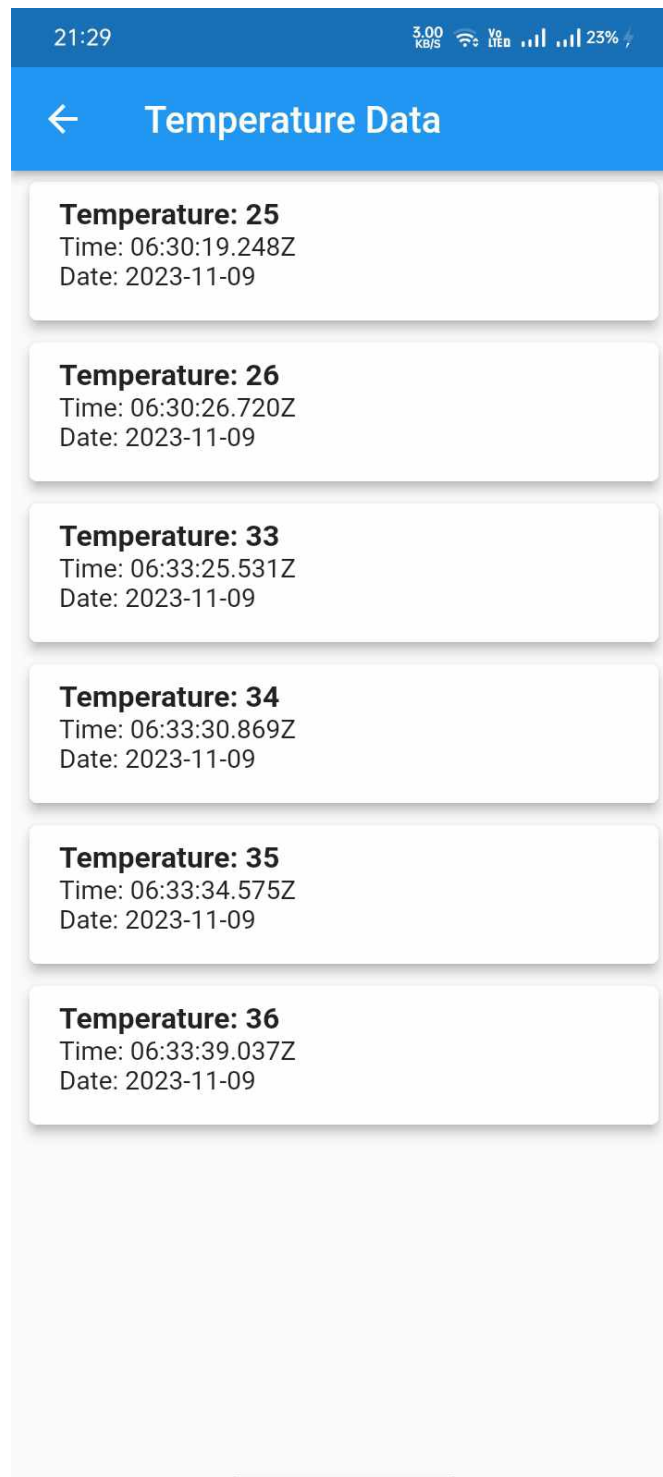 21:29 3.00 KB/S Vo LTE 23%
Temperature Data
Temperature: 25
Time: 06:30:19.248Z
Date: 2023-11-09
Temperature: 26
Time: 06:30:26.720Z
Date: 2023-11-09
Temperature: 33
Time: 06:33:25.531Z
Date: 2023-11-09
Temperature: 34
Time: 06:33:30.869Z
Date: 2023-11-09
Temperature: 35
Time: 06:33:34.575Z
Date: 2023-11-09
Temperature: 36
Time: 06:33:39.037Z
Date: 2023-11-09